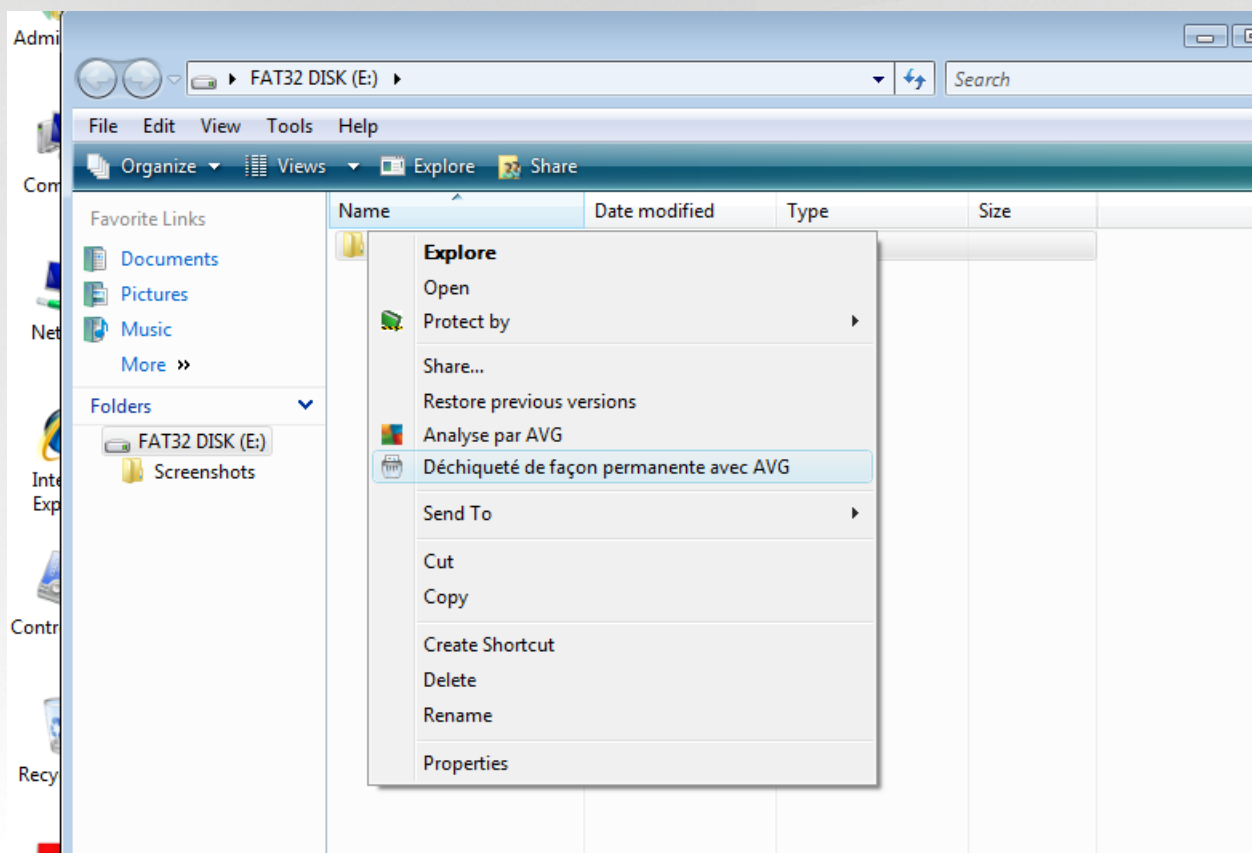 Admi
FAT32 DISK (E:)
Search
File Edit View Tools Help
Organize Views Explore Share
Com
Favorite Links
Name Date modified Type Size
Documents
Pictures
Music
More »
Net
Folders
FAT32 DISK (E:)
Screenshots
Inte
Exp
Contr
Recy
Explore
Open
Protect by
Share...
Restore previous versions
Analyse par AVG
Déchiqueté de façon permanente avec AVG
Send To
Cut
Copy
Create Shortcut
Delete
Rename
Properties